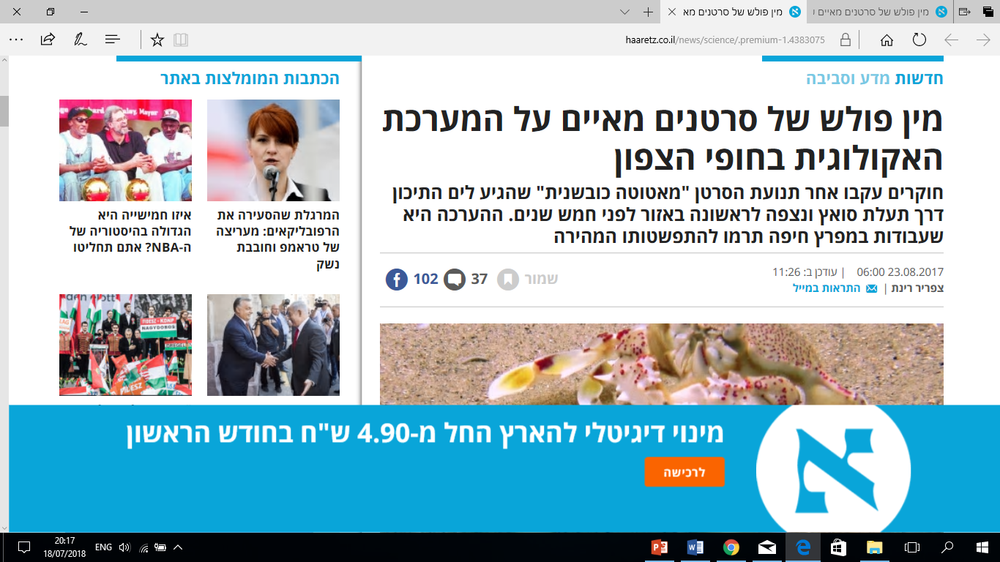 מין פולש של סרטנים מא
מין פולש של סרטנים מאיים ו
haaretz.co.il/news/science/.premium-1.4383075
חדשות מדע וסביבה
מין פולש של סרטנים מאיים על המערכת
האקולוגית בחופי הצפון
חוקרים עקבו אחר תנועת הסרטן "מאטוטה כובשנית" שהגיע לים התיכון
דרך תעלת סואץ ונצפה לראשונה באזור לפני חמש שנים. ההערכה היא
שעבודות במפרץ חיפה תרמו להתפשטותו המהירה
23.08.2017 06:00 | עודכן ב: 11:26
צפריר רינת | התראות במייל
שמור 37 102
הכתבות המומלצות באתר
המרגלת שהסעירה את
הרפובליקאים: מעריצה
של טראמפ וחובבת
נשק
איזו חמישייה היא
הגדולה בהיסטוריה של
ה-NBA? אתם תחליטו
FIDESZ - KDNP
NAGYDOBOS
FIDESZ
מינוי דיגיטלי להארץ החל מ-4.90 ש"ח בחודש הראשון
לרכישה
א
ENG
20:17
18/07/2018